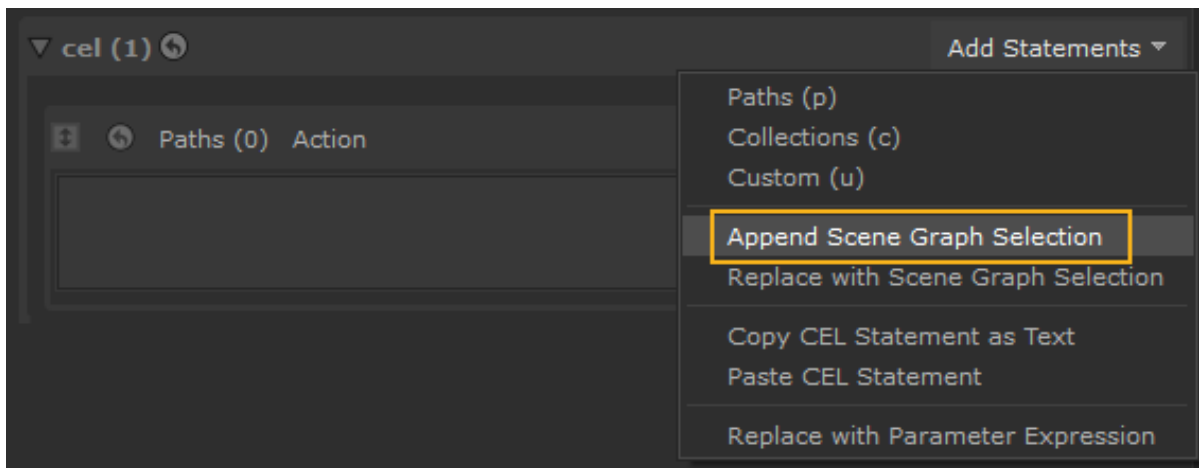 cel (1)
Add Statements
Paths (p)
Collections (c)
Custom (u)
Paths (0) Action
Append Scene Graph Selection
Replace with Scene Graph Selection
Copy CEL Statement as Text
Paste CEL Statement
Replace with Parameter Expression